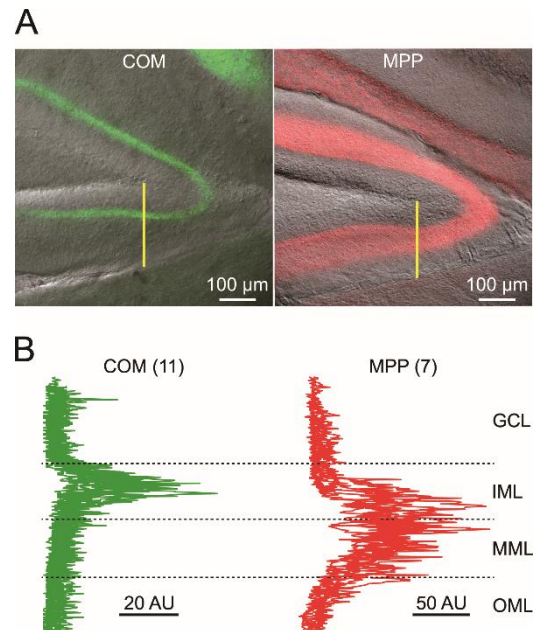 A
COM
MPP
100 µm
100 µm
B
COM (11)
MPP (7)
GCL
IML
MML
OML
20 AU
50 AU